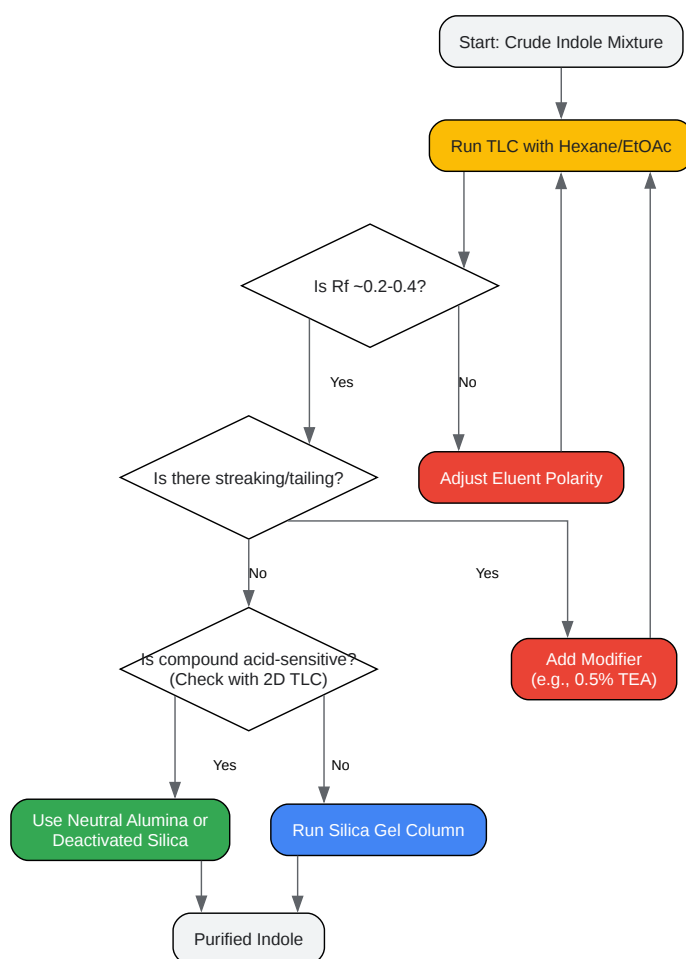 Start: Crude Indole Mixture
Run TLC with Hexane/EtOAc
Is Rf ~0.2-0.4?
Yes
No
Is there streaking/tailing?
Adjust Eluent Polarity
No
Yes
Is compound acid-sensitive?
(Check with 2D TLC)
Add Modifier
(e.g., 0.5% TEA)
Yes
No
Use Neutral Alumina or
Deactivated Silica
Run Silica Gel Column
Purified Indole